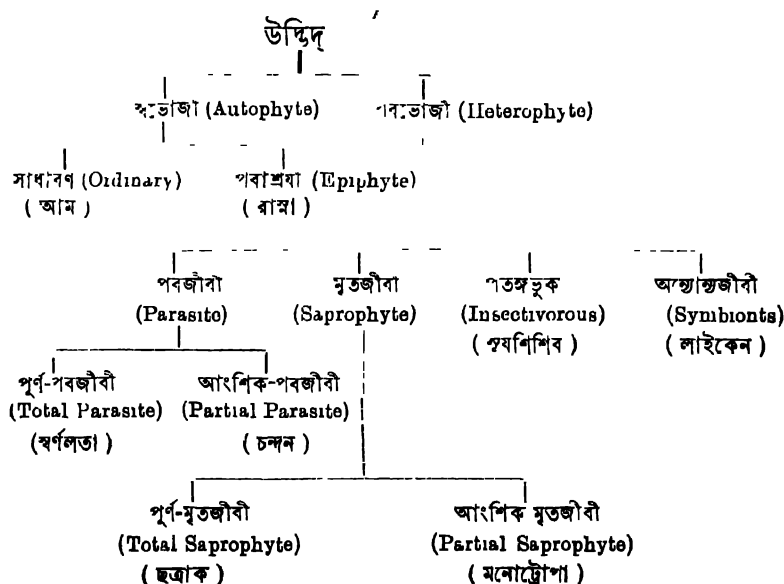 উদ্ভিদ্
স্বভোজী (Autophyte) পরভোজী (Heterophyte)
সাধারণ (Ordinary) পরাশ্রয়ী (Epiphyte)
( আম ) ( রাস্না )
পরজীবী মৃতজীবী পতঙ্গভুক অন্যোন্যজীবী
(Parasite) (Saprophyte) (Insectivorous) (Symbionts)
( সূর্যশিশির ) ( লাইকেন )
পূর্ণ-পরজীবী আংশিক-পরজীবী
(Total Parasite) (Partial Parasite)
(স্বর্ণলতা) ( চন্দন )
পূর্ণ-মৃতজীবী আংশিক মৃতজীবী
(Total Saprophyte) (Partial Saprophyte)
( ছত্রাক ) ( মনোট্রোপা )